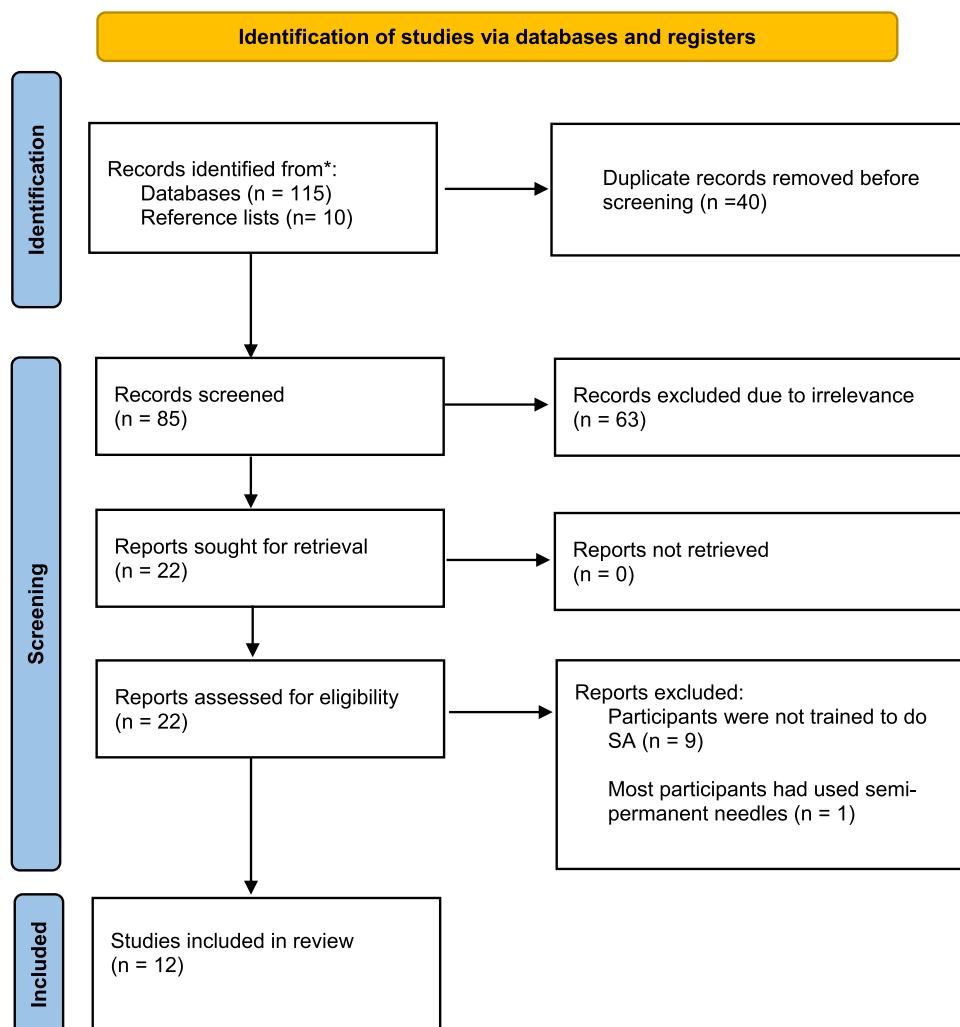 Identification of studies via databases and registers
Identification
Records identified from*:
Databases (n = 115)
Reference lists (n= 10)
Duplicate records removed before
screening (n =40)
Screening
Records screened
(n = 85)
Records excluded due to irrelevance
(n = 63)
Reports sought for retrieval
(n = 22)
Reports not retrieved
(n = 0)
Reports assessed for eligibility
(n = 22)
Reports excluded:
Participants were not trained to do
SA (n = 9)
Most participants had used semi-
permanent needles (n = 1)
Included
Studies included in review
(n = 12)